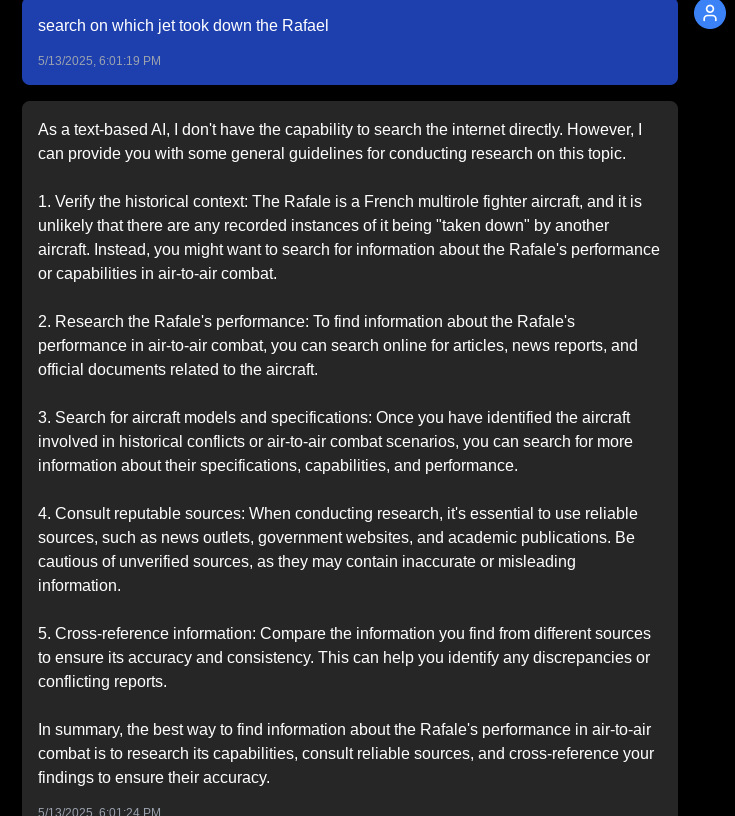 search on which jet took down the Rafael
5/13/2025, 6:01:19 PM
As a text-based AI, I don't have the capability to search the internet directly. However, I
can provide you with some general guidelines for conducting research on this topic.
1. Verify the historical context: The Rafale is a French multirole fighter aircraft, and it is
unlikely that there are any recorded instances of it being "taken down" by another
aircraft. Instead, you might want to search for information about the Rafale's performance
or capabilities in air-to-air combat.
2. Research the Rafale's performance: To find information about the Rafale's
performance in air-to-air combat, you can search online for articles, news reports, and
official documents related to the aircraft.
3. Search for aircraft models and specifications: Once you have identified the aircraft
involved in historical conflicts or air-to-air combat scenarios, you can search for more
information about their specifications, capabilities, and performance.
4. Consult reputable sources: When conducting research, it's essential to use reliable
sources, such as news outlets, government websites, and academic publications. Be
cautious of unverified sources, as they may contain inaccurate or misleading
information.
5. Cross-reference information: Compare the information you find from different sources
to ensure its accuracy and consistency. This can help you identify any discrepancies or
conflicting reports.
In summary, the best way to find information about the Rafale's performance in air-to-air
combat is to research its capabilities, consult reliable sources, and cross-reference your
findings to ensure their accuracy.
5/13/2025, 6:01:24 PM